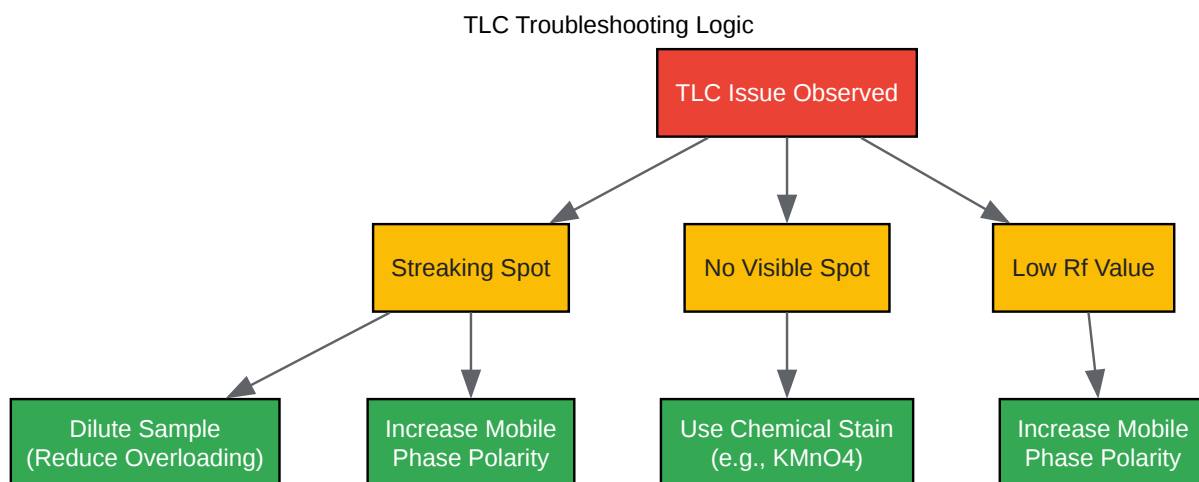 TLC Troubleshooting Logic
TLC Issue Observed
Streaking Spot
No Visible Spot
Low Rf Value
Dilute Sample
(Reduce Overloading)
Increase Mobile
Phase Polarity
Use Chemical Stain
(e.g., KMnO4)
Increase Mobile
Phase Polarity